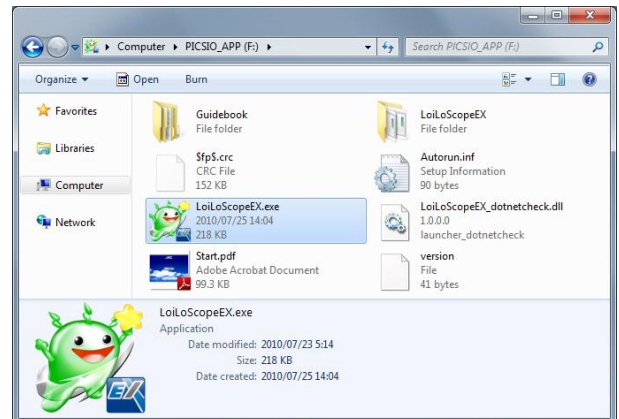 Computer ▸ PICSIO_APP (F:) ▸
Search PICSIO_APP (F:)
Organize ▾ Open Burn
Favorites
Libraries
Computer
Network
Guidebook
File folder
LoiLoScopeEX
File folder
$fp$.crc
CRC File
152 KB
Autorun.inf
Setup Information
90 bytes
LoiLoScopeEX.exe
2010/07/25 14:04
218 KB
LoiLoScopeEX_dotnetcheck.dll
1.0.0.0
launcher_dotnetcheck
Start.pdf
Adobe Acrobat Document
99.3 KB
version
File
41 bytes
LoiLoScopeEX.exe
Application
Date modified: 2010/07/23 5:14
Size: 218 KB
Date created: 2010/07/25 14:04
EX